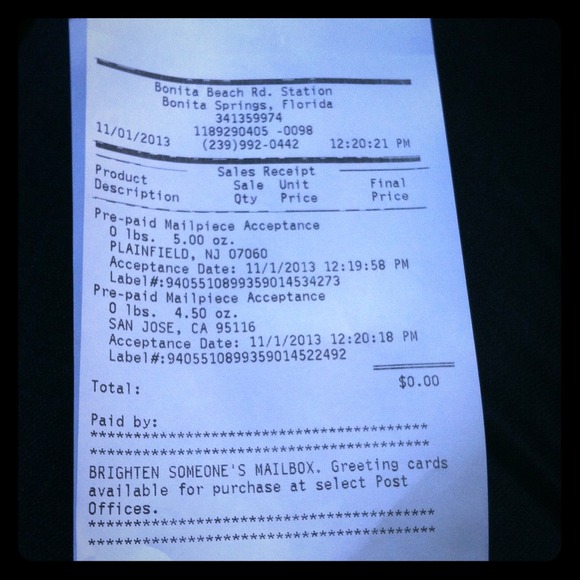 Bonita Beach Rd. Station
Bonita Springs, Florida
341359974
1189290405 -0098
11/01/2013 (239)992-0442 12:20:21 PM
Sales Receipt
Product Sale Unit Final
Description Qty Price Price
Pre-paid Mailpiece Acceptance
0 lbs. 5.00 oz.
PLAINFIELD, NJ 07060
Acceptance Date: 11/1/2013 12:19:58 PM
Label#:9405510899359014534273
Pre-paid Mailpiece Acceptance
0 lbs. 4.50 oz.
SAN JOSE, CA 95116
Acceptance Date: 11/1/2013 12:20:18 PM
Label#:9405510899359014522492
Total: $0.00
Paid by:
****************************************
****************************************
BRIGHTEN SOMEONE'S MAILBOX. Greeting cards
available for purchase at select Post
Offices.
****************************************
****************************************